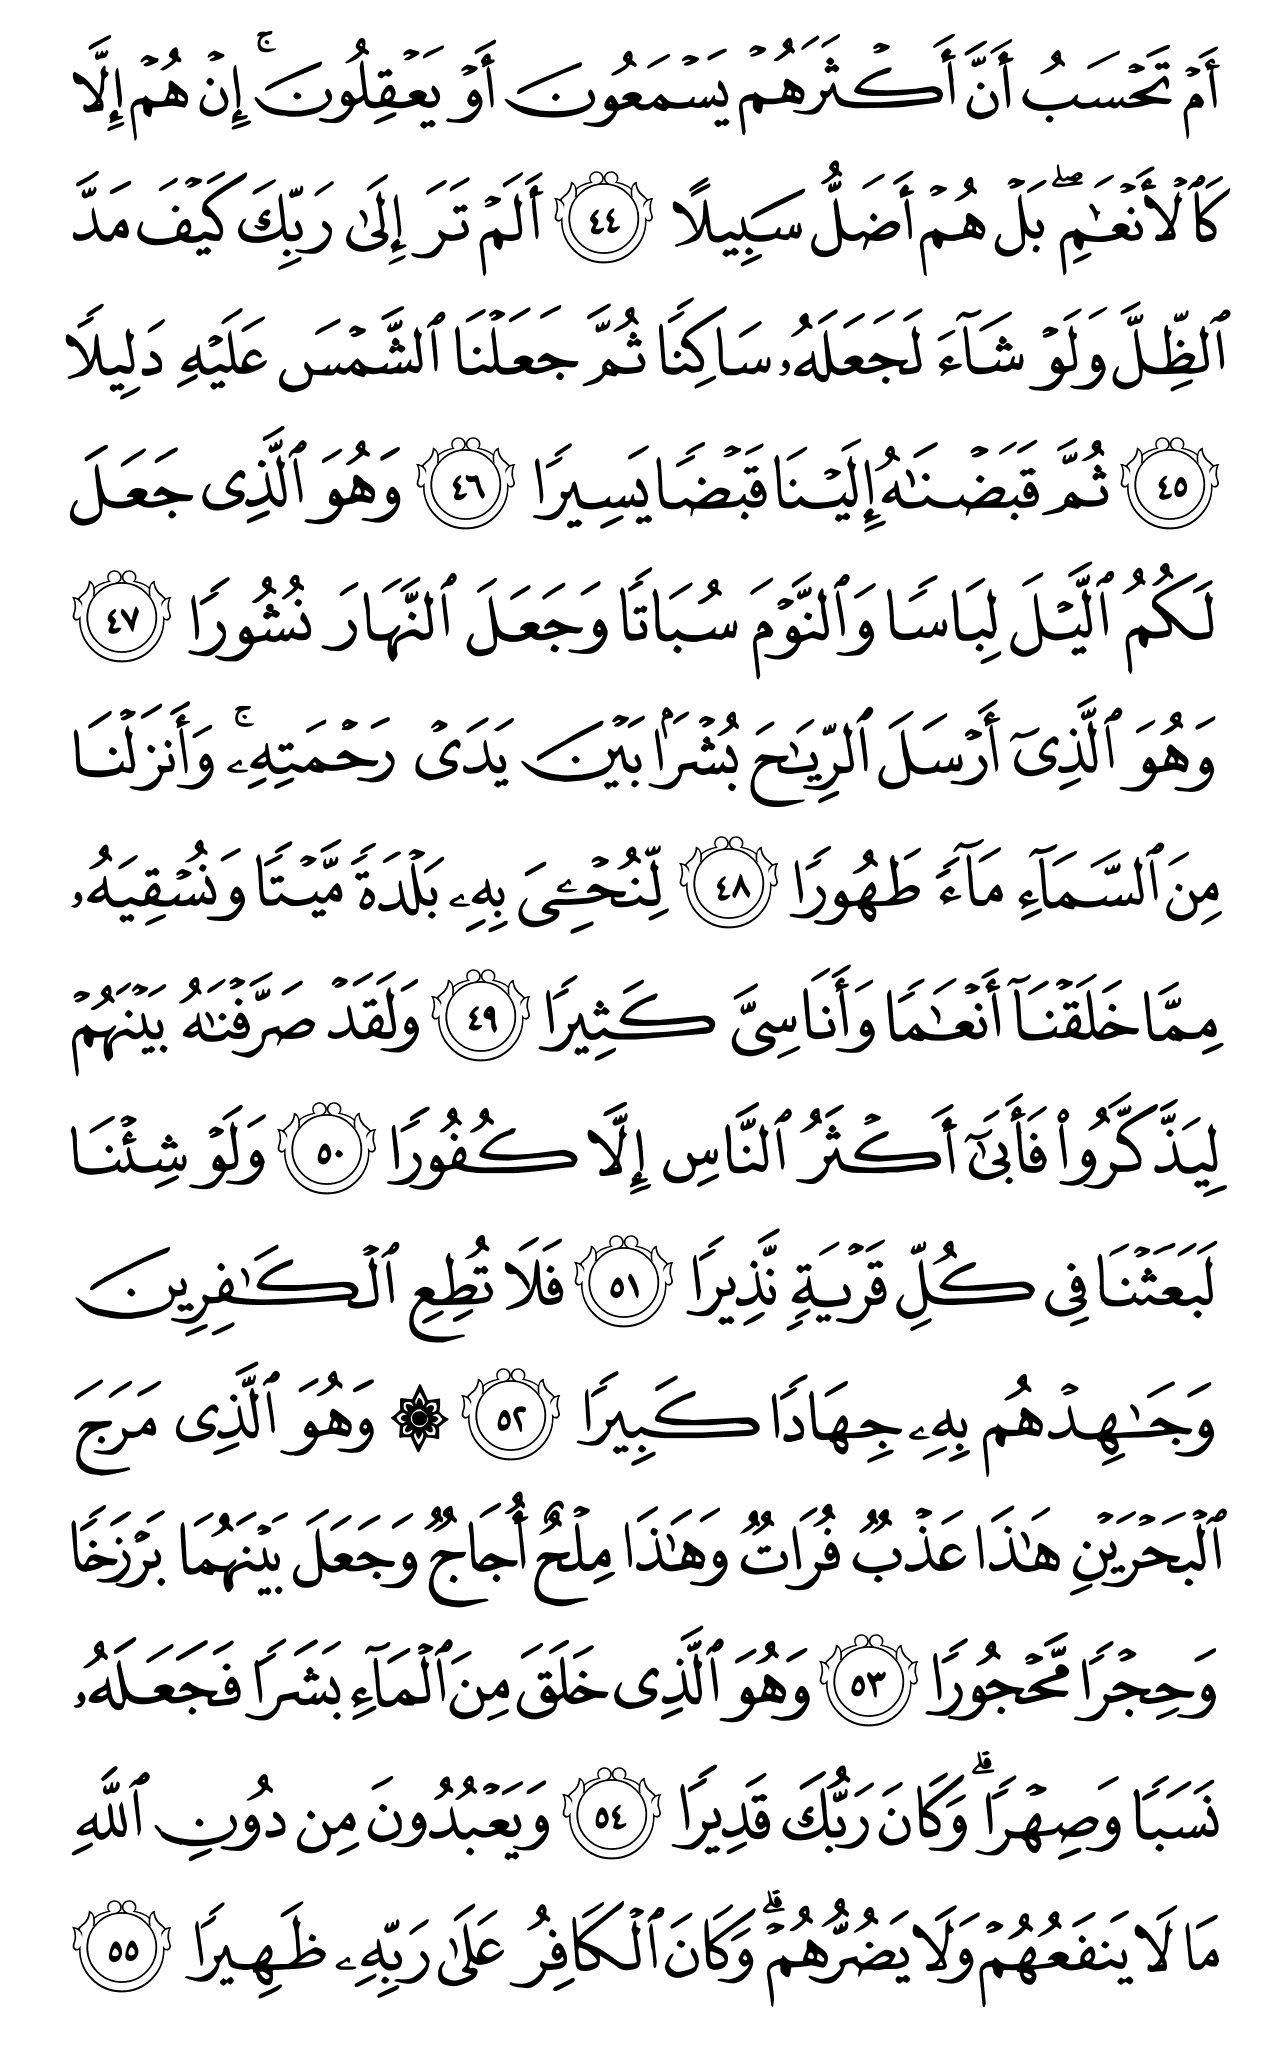 أَمْ تَحْسَبُ أَنَّ أَكْثَرَهُمْ يَسْمَعُونَ أَوْ يَعْقِلُونَ ۚ إِنْ هُمْ إِلَّا
كَٱلْأَنْعَٰمِ ۖ بَلْ هُمْ أَضَلُّ سَبِيلًا ٤٤ أَلَمْ تَرَ إِلَىٰ رَبِّكَ كَيْفَ مَدَّ
ٱلظِّلَّ وَلَوْ شَآءَ لَجَعَلَهُۥ سَاكِنًا ثُمَّ جَعَلْنَا ٱلشَّمْسَ عَلَيْهِ دَلِيلًا
٤٥ ثُمَّ قَبَضْنَٰهُ إِلَيْنَا قَبْضًا يَسِيرًا ٤٦ وَهُوَ ٱلَّذِى جَعَلَ
لَكُمُ ٱلَّيْلَ لِبَاسًا وَٱلنَّوْمَ سُبَاتًا وَجَعَلَ ٱلنَّهَارَ نُشُورًا ٤٧
وَهُوَ ٱلَّذِىٓ أَرْسَلَ ٱلرِّيَٰحَ بُشْرًۢا بَيْنَ يَدَىْ رَحْمَتِهِۦ ۚ وَأَنزَلْنَا
مِنَ ٱلسَّمَآءِ مَآءً طَهُورًا ٤٨ لِّنُحْـِۧىَ بِهِۦ بَلْدَةً مَّيْتًا وَنُسْقِيَهُۥ
مِمَّا خَلَقْنَآ أَنْعَٰمًا وَأَنَاسِىَّ كَثِيرًا ٤٩ وَلَقَدْ صَرَّفْنَٰهُ بَيْنَهُمْ
لِيَذَّكَّرُوا۟ فَأَبَىٰٓ أَكْثَرُ ٱلنَّاسِ إِلَّا كُفُورًا ٥٠ وَلَوْ شِئْنَا
لَبَعَثْنَا فِى كُلِّ قَرْيَةٍ نَّذِيرًا ٥١ فَلَا تُطِعِ ٱلْكَٰفِرِينَ
وَجَٰهِدْهُم بِهِۦ جِهَادًا كَبِيرًا ٥٢ ۞ وَهُوَ ٱلَّذِى مَرَجَ
ٱلْبَحْرَيْنِ هَٰذَا عَذْبٌ فُرَاتٌ وَهَٰذَا مِلْحٌ أُجَاجٌ وَجَعَلَ بَيْنَهُمَا بَرْزَخًا
وَحِجْرًا مَّحْجُورًا ٥٣ وَهُوَ ٱلَّذِى خَلَقَ مِنَ ٱلْمَآءِ بَشَرًا فَجَعَلَهُۥ
نَسَبًا وَصِهْرًا ۗ وَكَانَ رَبُّكَ قَدِيرًا ٥٤ وَيَعْبُدُونَ مِن دُونِ ٱللَّهِ
مَا لَا يَنفَعُهُمْ وَلَا يَضُرُّهُمْ ۗ وَكَانَ ٱلْكَافِرُ عَلَىٰ رَبِّهِۦ ظَهِيرًا ٥٥